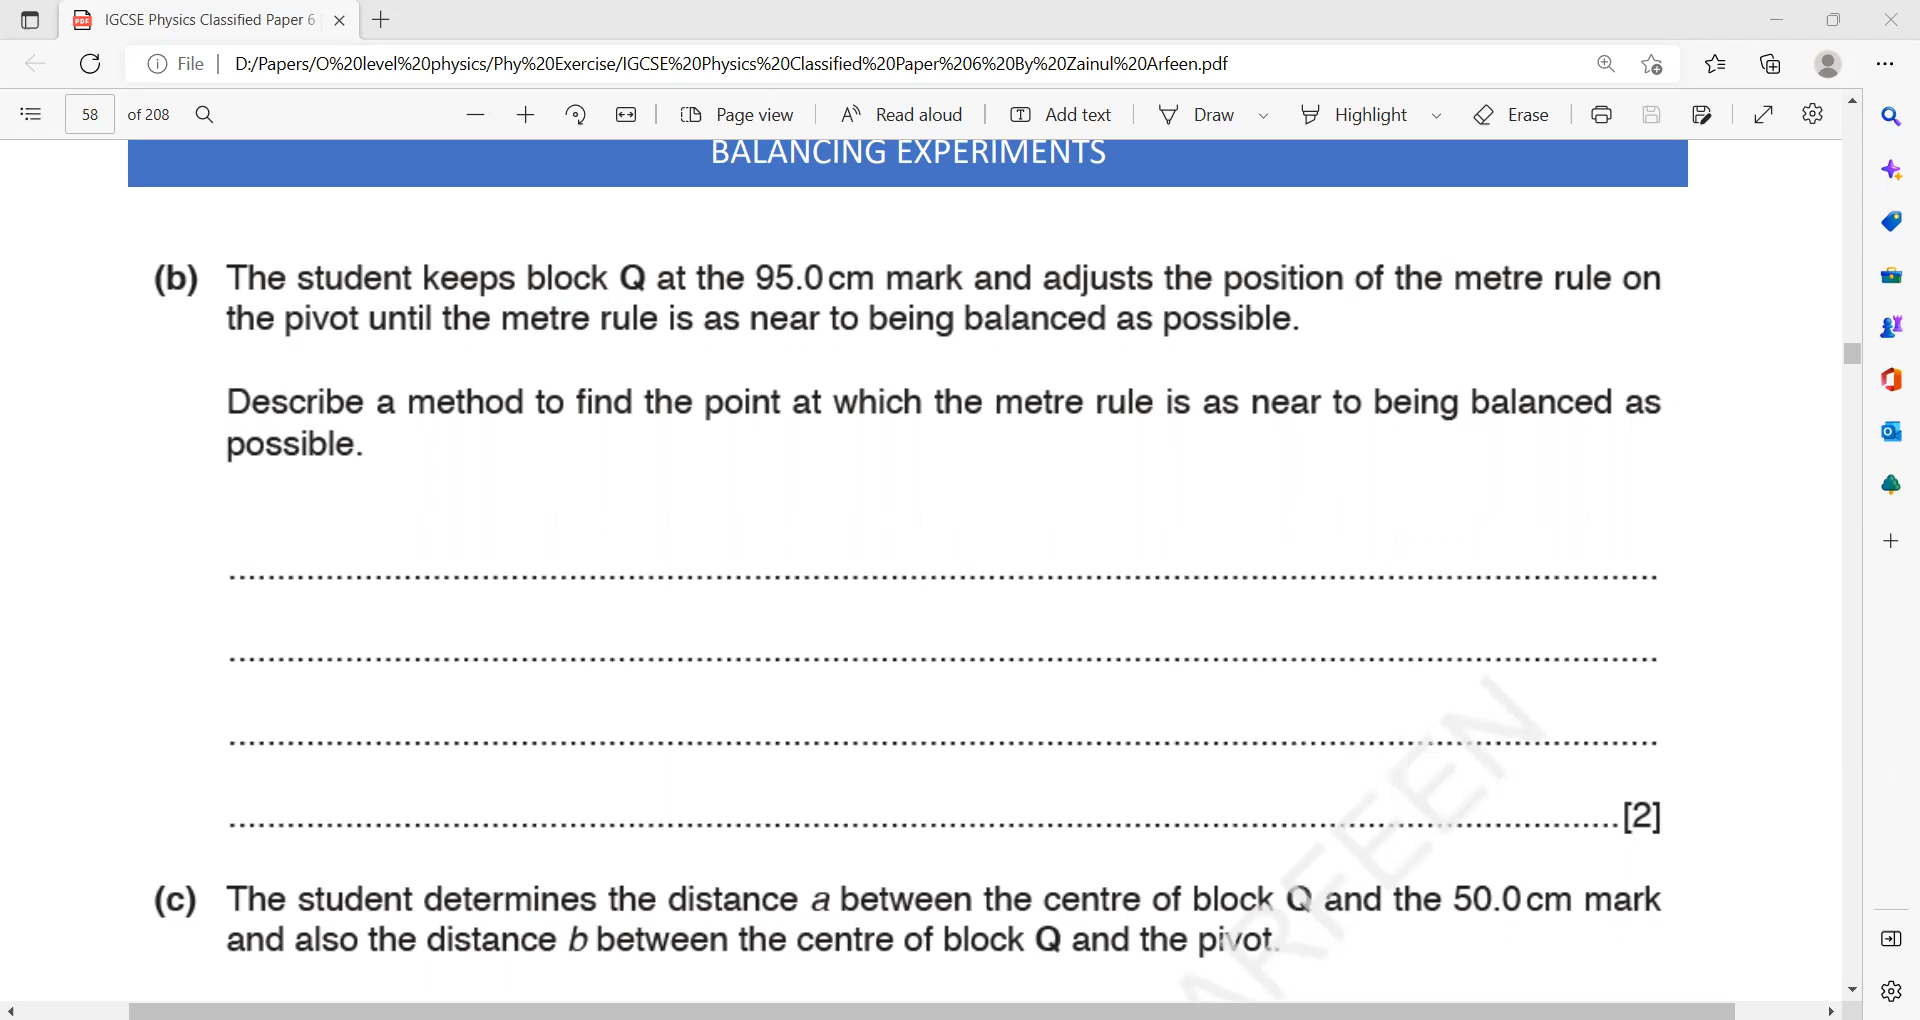 IGCSE Physics Classified Paper 6
File
D:/Papers/O%20level%20physics/Phy%20Exercise/IGCSE%20Physics%20Classified%20Paper%206%20By%20Zainul%20Arfeen.pdf
58 of 208
Page view
Read aloud
Add text
Draw
Highlight
Erase
BALANCING EXPERIMENTS
(b) The student keeps block Q at the 95.0 cm mark and adjusts the position of the metre rule on
the pivot until the metre rule is as near to being balanced as possible.
Describe a method to find the point at which the metre rule is as near to being balanced as
possible.
[2]
(c) The student determines the distance a between the centre of block Q and the 50.0 cm mark
and also the distance b between the centre of block Q and the pivot.
ARFEEN